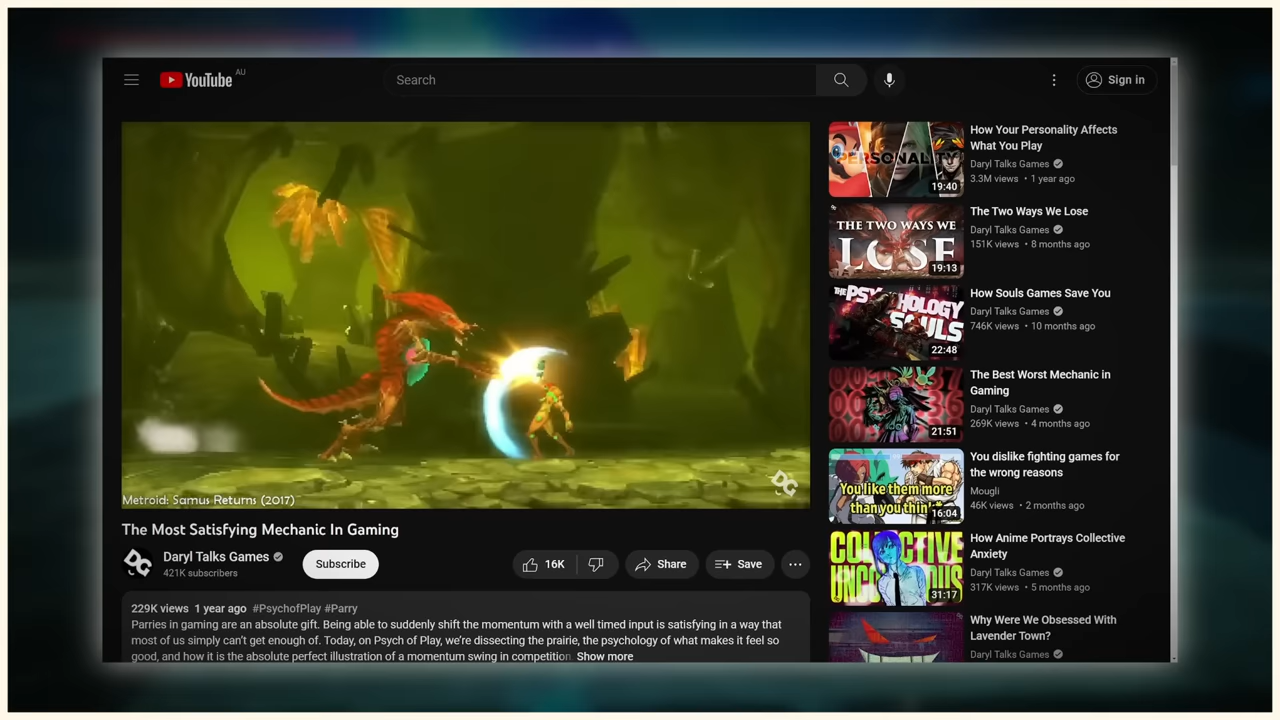 YouTube AU
Search
Sign in
Metroid: Samus Returns (2017)
The Most Satisfying Mechanic In Gaming
Daryl Talks Games
421K subscribers
Subscribe
16K
Share
Save
229K views 1 year ago #PsychofPlay #Parry
Parries in gaming are an absolute gift. Being able to suddenly shift the momentum with a well timed input is satisfying in a way that
most of us simply can't get enough of. Today, on Psych of Play, we're dissecting the prairie, the psychology of what makes it feel so
good, and how it is the absolute perfect illustration of a momentum swing in competition. Show more
PERSONALITY
19:40
How Your Personality Affects
What You Play
Daryl Talks Games
3.3M views • 1 year ago
THE TWO WAYS WE
LOSE
19:13
The Two Ways We Lose
Daryl Talks Games
151K views • 8 months ago
THE PSYCHOLOGY
SOULS
22:48
How Souls Games Save You
Daryl Talks Games
746K views • 10 months ago
21:51
The Best Worst Mechanic in
Gaming
Daryl Talks Games
269K views • 4 months ago
You like them more
than you think
16:04
You dislike fighting games for
the wrong reasons
Mougli
46K views • 2 months ago
COLLECTIVE
31:17
How Anime Portrays Collective
Anxiety
Daryl Talks Games
317K views • 5 months ago
Why Were We Obsessed With
Lavender Town?
Daryl Talks Games